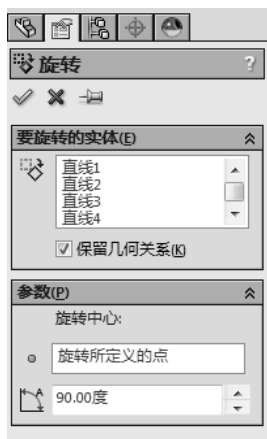 旋转 ?
要旋转的实体(E)
直线1
直线2
直线3
直线4
保留几何关系(K)
参数(P)
旋转中心:
旋转所定义的点
90.00度